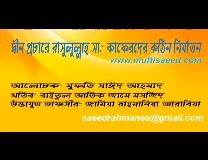 দ্বীন প্রচারে রাসুলুল্লাহ সাঃ কাফেরদের কঠিন নির্যাতন
www.multisaeed.com
আলোচক মুফতি সাঈদ আহমাদ
খতিব বাইতুল আতিক জামে মসজিদ
উস্তাযুত তাফসীর জামিয়া রাহমানিয়া আরাবিয়া
saeedrahmanee@gmail.com